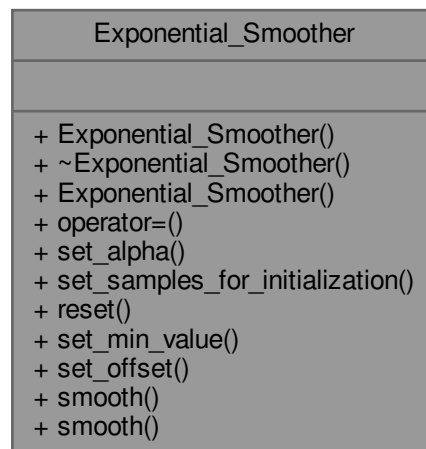 Exponential_Smoother
+ Exponential_Smoother()
+ ~Exponential_Smoother()
+ Exponential_Smoother()
+ operator=()
+ set_alpha()
+ set_samples_for_initialization()
+ reset()
+ set_min_value()
+ set_offset()
+ smooth()
+ smooth()